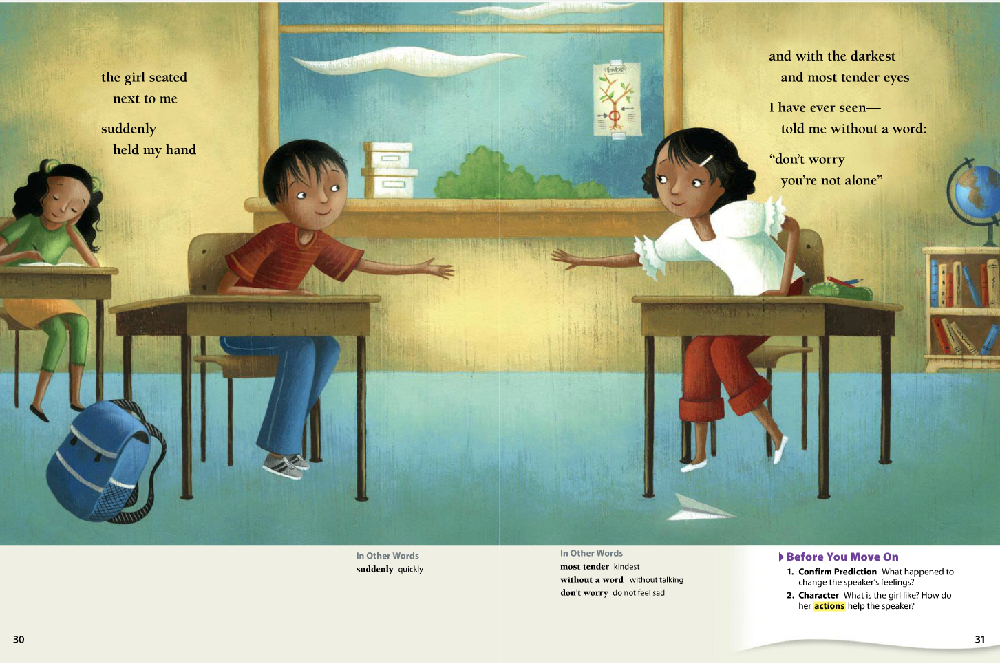 the girl seated
next to me
suddenly
held my hand
and with the darkest
and most tender eyes
I have ever seen—
told me without a word:
“don’t worry
you’re not alone”
In Other Words
suddenly quickly
In Other Words
most tender kindest
without a word without talking
don’t worry do not feel sad
Before You Move On
1. Confirm Prediction What happened to
change the speaker’s feelings?
2. Character What is the girl like? How do
her actions help the speaker?
30
31